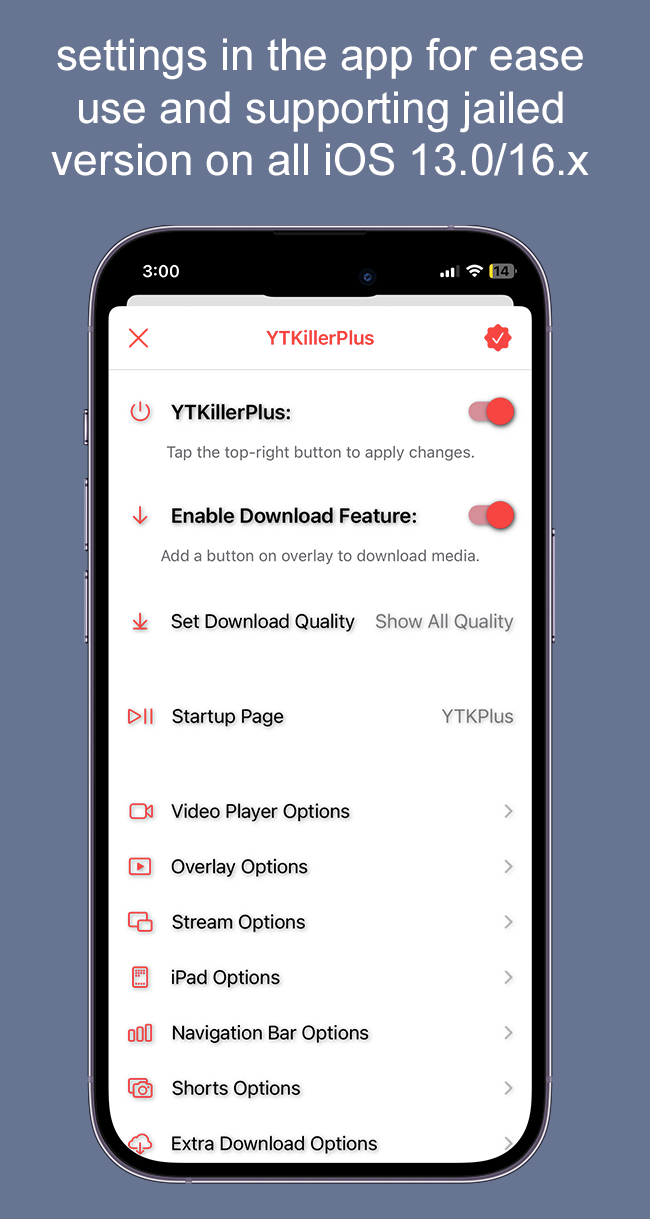 settings in the app for ease
use and supporting jailed
version on all iOS 13.0/16.x
3:00
14
YTKillerPlus
YTKillerPlus:
Tap the top-right button to apply changes.
Enable Download Feature:
Add a button on overlay to download media.
Set Download Quality Show All Quality
Startup Page YTKPlus
Video Player Options
Overlay Options
Stream Options
iPad Options
Navigation Bar Options
Shorts Options
Extra Download Options